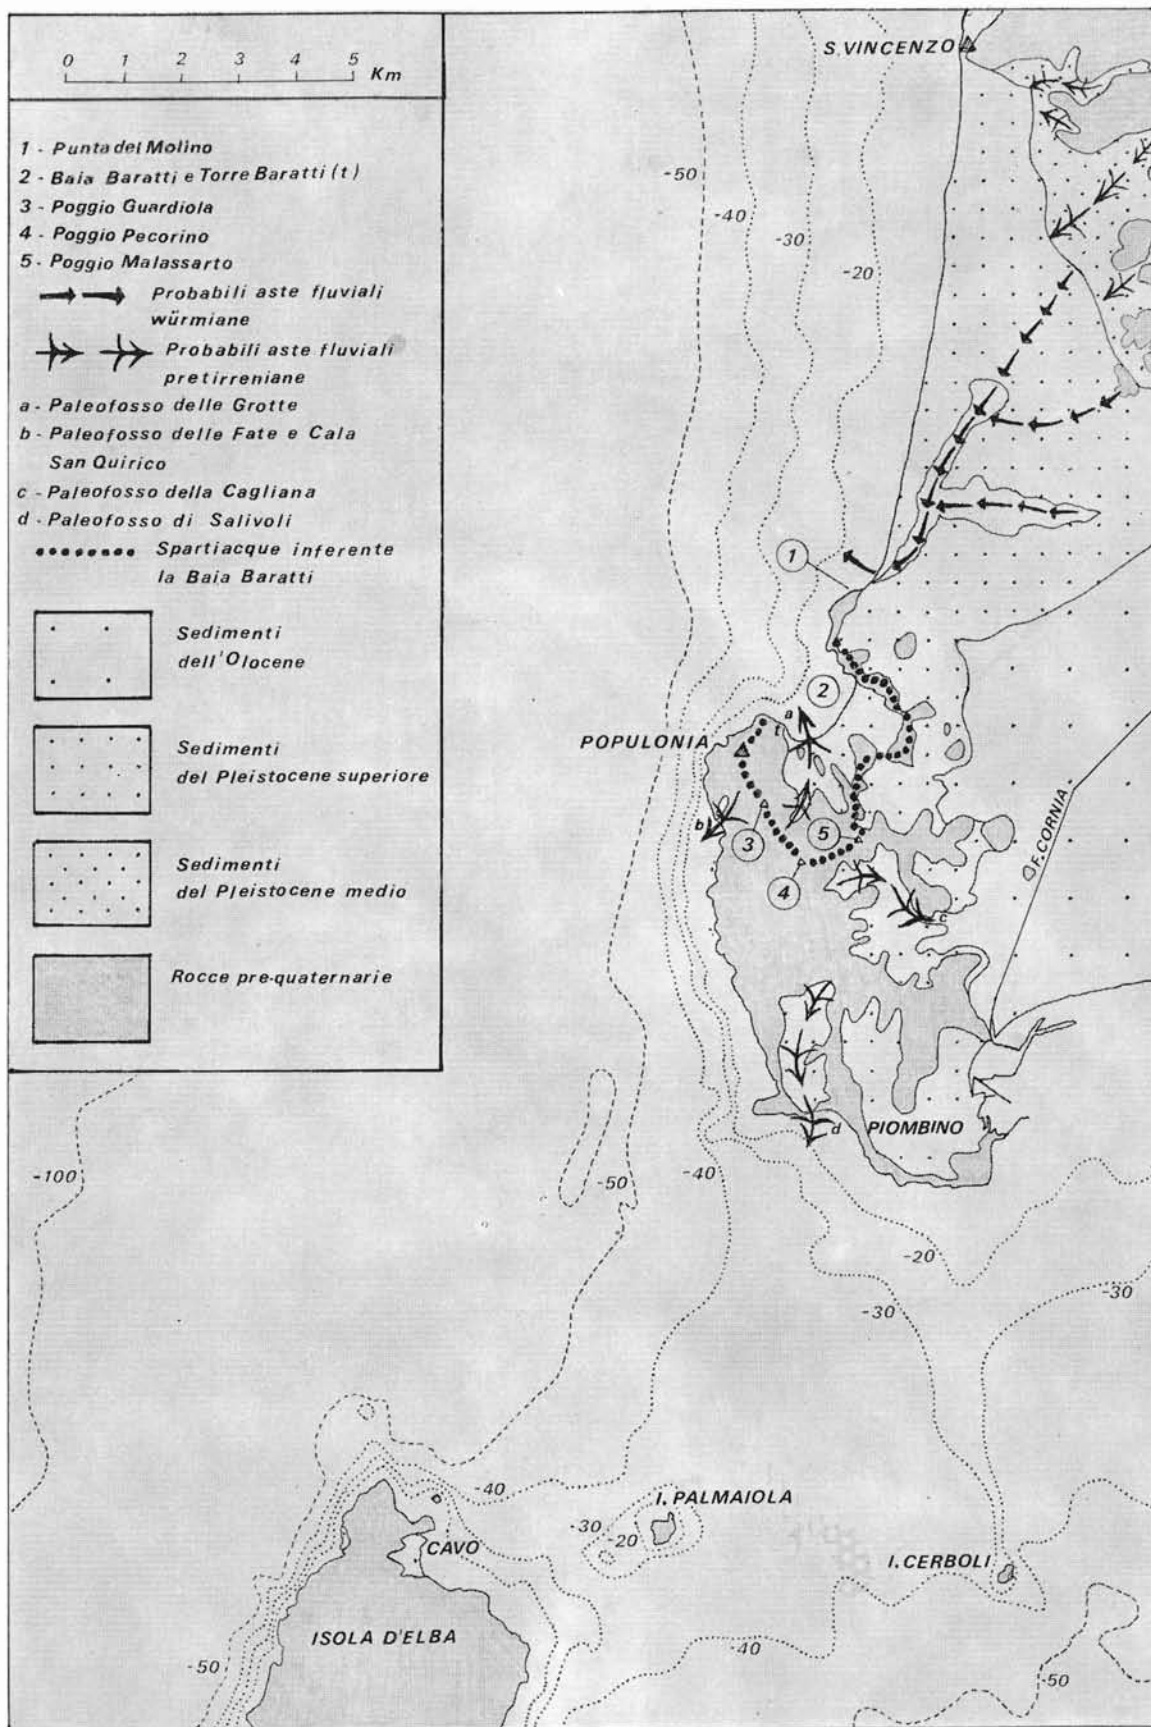 0 1 2 3 4 5 Km
1 - Punta del Molino
2 - Baia Baratti e Torre Baratti (t)
3 - Poggio Guardiola
4 - Poggio Pecorino
5 - Poggio Malassarto
Probabili aste fluviali
würmiane
Probabili aste fluviali
pretirreniane
a - Paleofosso delle Grotte
b - Paleofosso delle Fate e Cala
San Quirico
c - Paleofosso della Cagliana
d - Paleofosso di Salivoli
Spartiacque inferente
la Baia Baratti
Sedimenti
dell'Olocene
Sedimenti
del Pleistocene superiore
Sedimenti
del Pleistocene medio
Rocce pre-quaternarie
S. VINCENZO
-50
-40
-30
-20
1
2
a
t
POPULONIA
b
3
5
4
c
F. CORNIA
d
PIOMBINO
-100
-50
-40
-20
-30
-30
-40
I. PALMAIOLA
-30
-20
CAVO
I. CERBOLI
ISOLA D'ELBA
-50
-40
-50